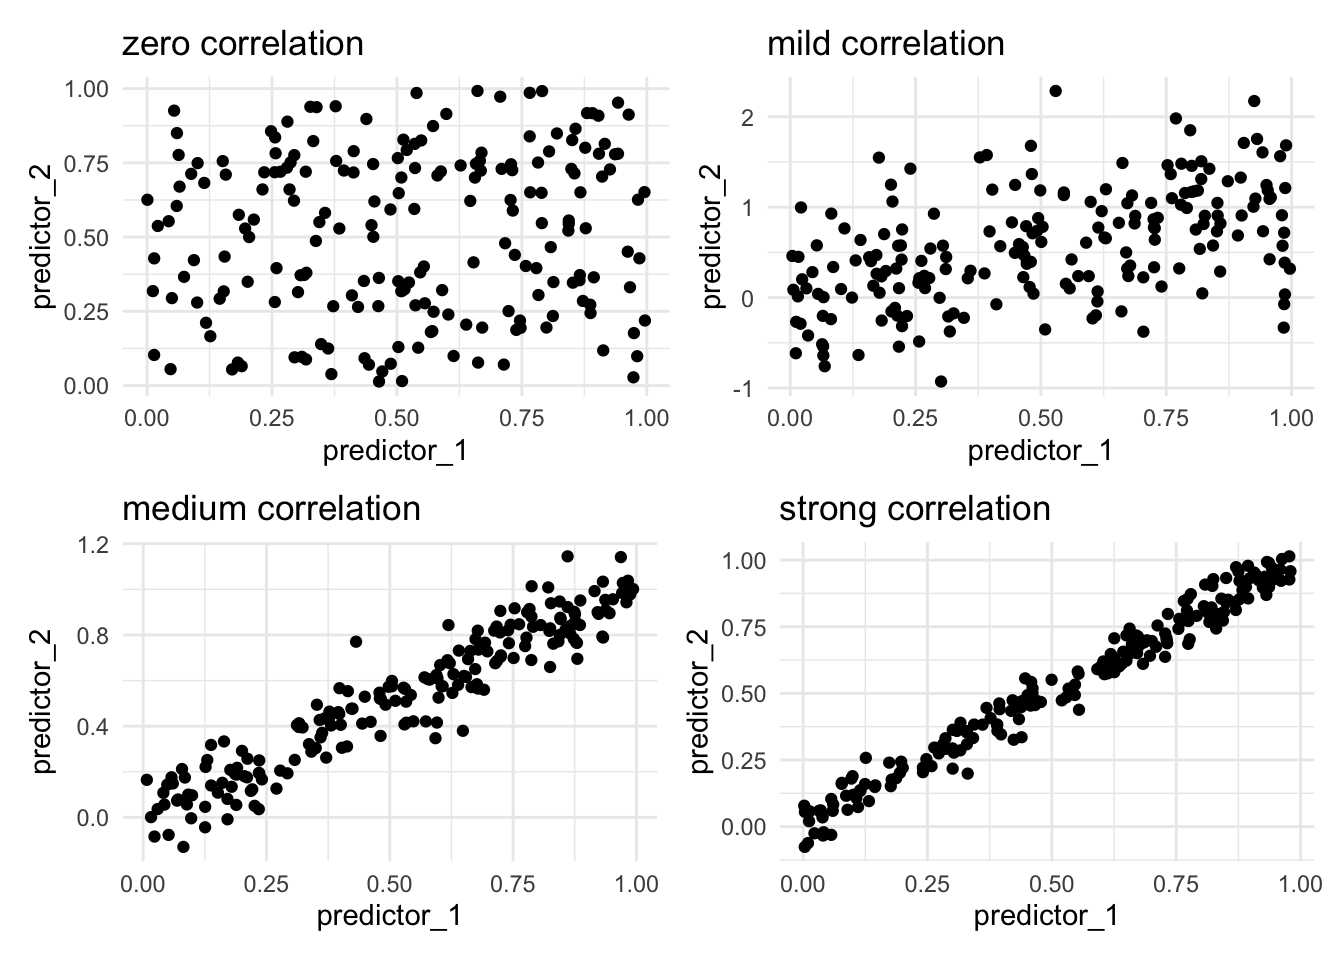 zero correlation
1.00
0.75
0.50
0.25
0.00
predictor_2
0.00 0.25 0.50 0.75 1.00
predictor_1
mild correlation
2
1
0
-1
predictor_2
0.00 0.25 0.50 0.75 1.00
predictor_1
medium correlation
1.2
0.8
0.4
0.0
predictor_2
0.00 0.25 0.50 0.75 1.00
predictor_1
strong correlation
1.00
0.75
0.50
0.25
0.00
predictor_2
0.00 0.25 0.50 0.75 1.00
predictor_1